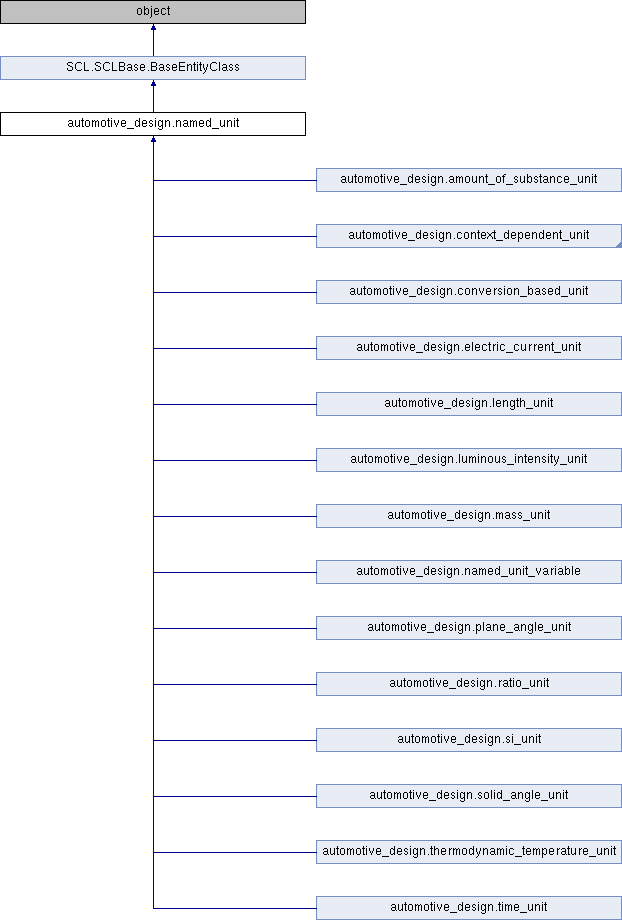 object
SCL.SCLBase.BaseEntityClass
automotive_design.named_unit
automotive_design.amount_of_substance_unit
automotive_design.context_dependent_unit
automotive_design.conversion_based_unit
automotive_design.electric_current_unit
automotive_design.length_unit
automotive_design.luminous_intensity_unit
automotive_design.mass_unit
automotive_design.named_unit_variable
automotive_design.plane_angle_unit
automotive_design.ratio_unit
automotive_design.si_unit
automotive_design.solid_angle_unit
automotive_design.thermodynamic_temperature_unit
automotive_design.time_unit